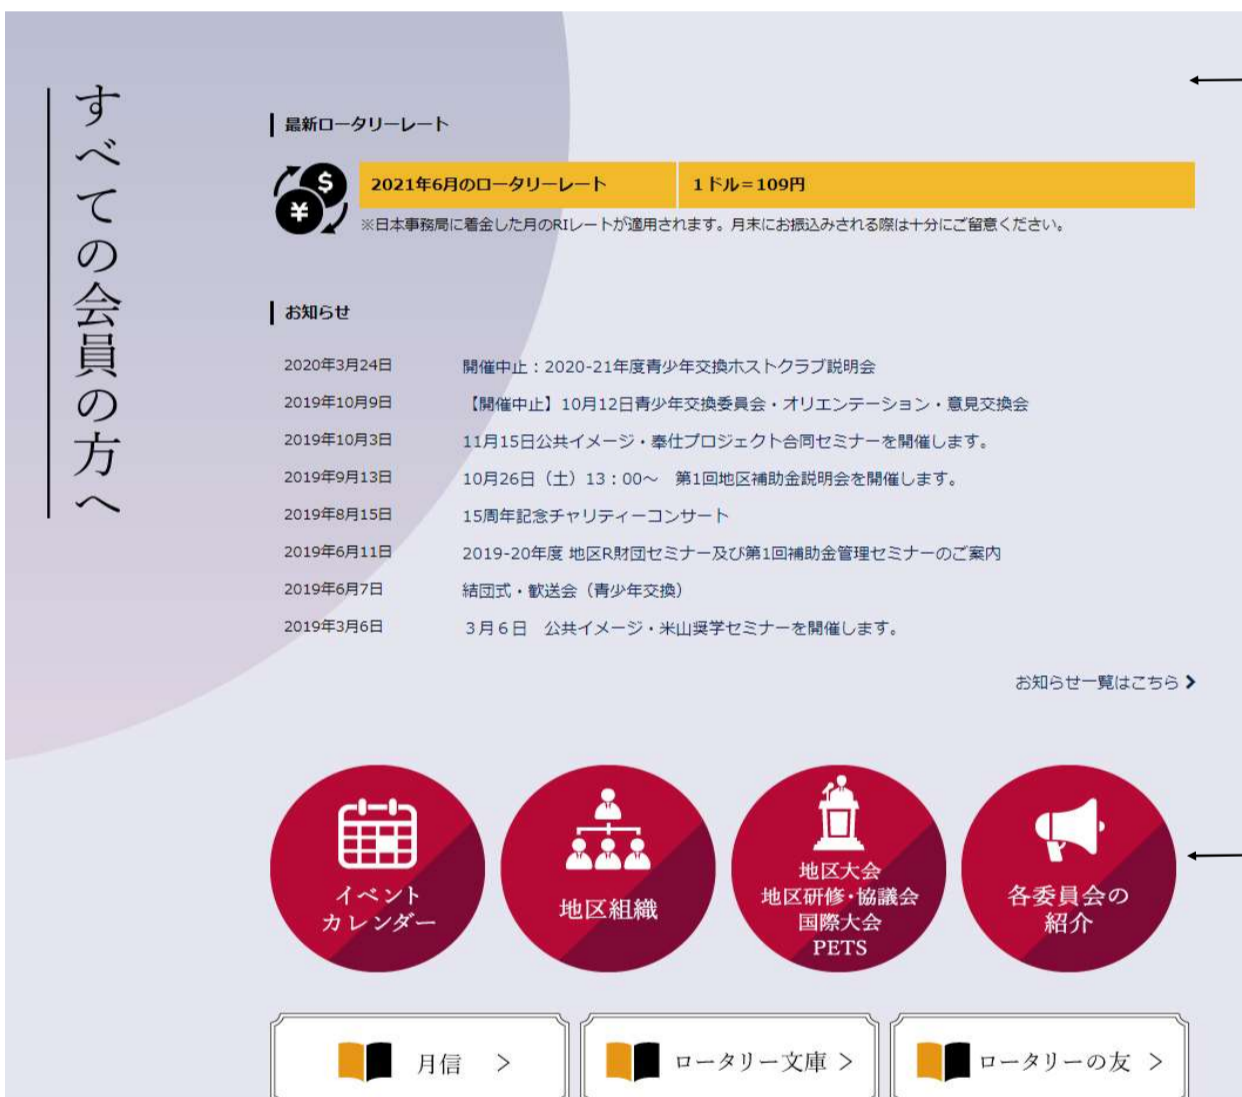 すべての会員の方へ
最新ロータリーレート
2021年6月のロータリーレート　1ドル=109円
※日本事務局に着金した月のRIレートが適用されます。月末にお振込みされる際は十分にご留意ください。
お知らせ
2020年3月24日　開催中止：2020-21年度青少年交換ホストクラブ説明会
2019年10月9日　【開催中止】10月12日青少年交換委員会・オリエンテーション・意見交換会
2019年10月3日　11月15日公共イメージ・奉仕プロジェクト合同セミナーを開催します。
2019年9月13日　10月26日（土）13：00～　第1回地区補助金説明会を開催します。
2019年8月15日　15周年記念チャリティーコンサート
2019年6月11日　2019-20年度 地区R財団セミナー及び第1回補助金管理セミナーのご案内
2019年6月7日　結団式・歓送会（青少年交換）
2019年3月6日　３月６日　公共イメージ・米山奨学セミナーを開催します。
お知らせ一覧はこちら
イベント
カレンダー
地区組織
地区大会
地区研修・協議会
国際大会
PETS
各委員会の
紹介
月信 ＞
ロータリー文庫 ＞
ロータリーの友 ＞